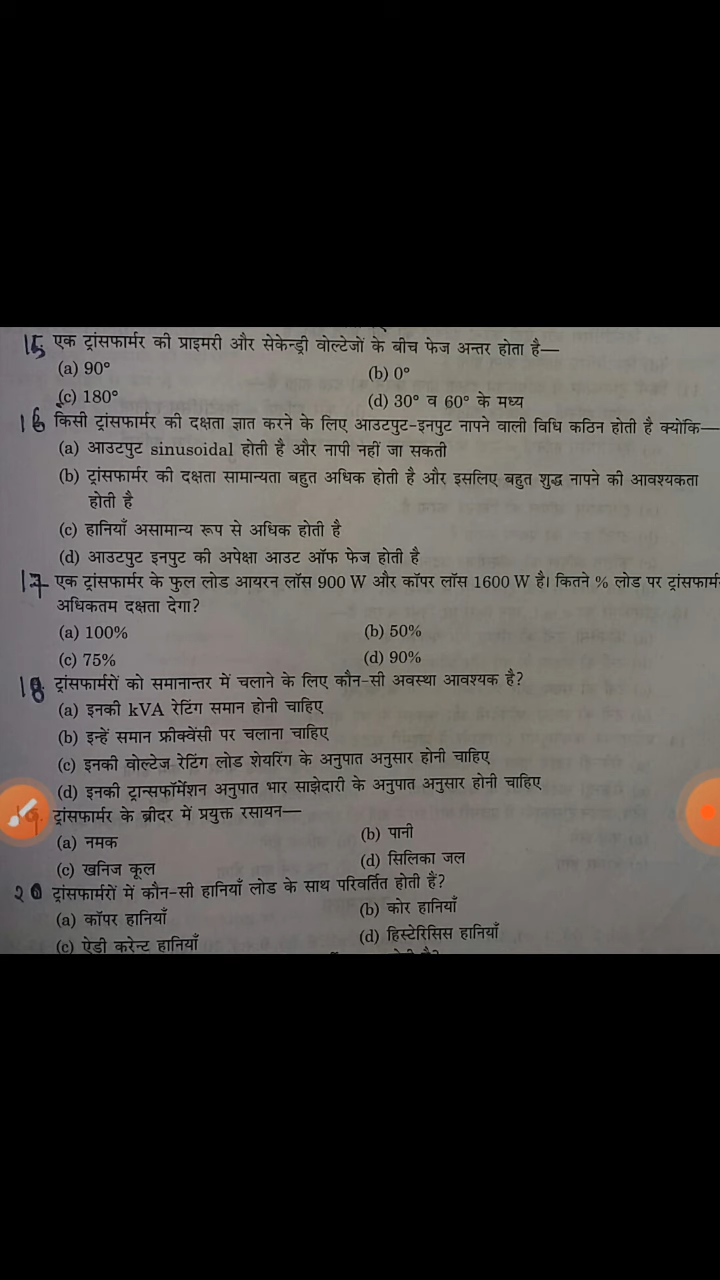 15. एक ट्रांसफार्मर की प्राइमरी और सेकेन्ड्री वोल्टेजों के बीच फेज अन्तर होता है—
(a) 90° (b) 0°
(c) 180° (d) 30° व 60° के मध्य
16 किसी ट्रांसफार्मर की दक्षता ज्ञात करने के लिए आउटपुट-इनपुट नापने वाली विधि कठिन होती है क्योंकि—
(a) आउटपुट sinusoidal होती है और नापी नहीं जा सकती
(b) ट्रांसफार्मर की दक्षता सामान्यता बहुत अधिक होती है और इसलिए बहुत शुद्ध नापने की आवश्यकता
होती है
(c) हानियाँ असामान्य रूप से अधिक होती है
(d) आउटपुट इनपुट की अपेक्षा आउट ऑफ फेज होती है
17 एक ट्रांसफार्मर के फुल लोड आयरन लॉस 900 W और कॉपर लॉस 1600 W है। कितने % लोड पर ट्रांसफार्म
अधिकतम दक्षता देगा?
(a) 100% (b) 50%
(c) 75% (d) 90%
18. ट्रांसफार्मरों को समानान्तर में चलाने के लिए कौन-सी अवस्था आवश्यक है?
(a) इनकी kVA रेटिंग समान होनी चाहिए
(b) इन्हें समान फ्रीक्वेंसी पर चलाना चाहिए
(c) इनकी वोल्टेज रेटिंग लोड शेयरिंग के अनुपात अनुसार होनी चाहिए
(d) इनकी ट्रान्सफॉर्मेशन अनुपात भार साझेदारी के अनुपात अनुसार होनी चाहिए
9. ट्रांसफार्मर के ब्रीदर में प्रयुक्त रसायन—
(a) नमक (b) पानी
(c) खनिज कूल (d) सिलिका जल
20 ट्रांसफार्मरों में कौन-सी हानियाँ लोड के साथ परिवर्तित होती हैं?
(a) कॉपर हानियाँ (b) कोर हानियाँ
(c) ऐडी करेन्ट हानियाँ (d) हिस्टेरिसिस हानियाँ